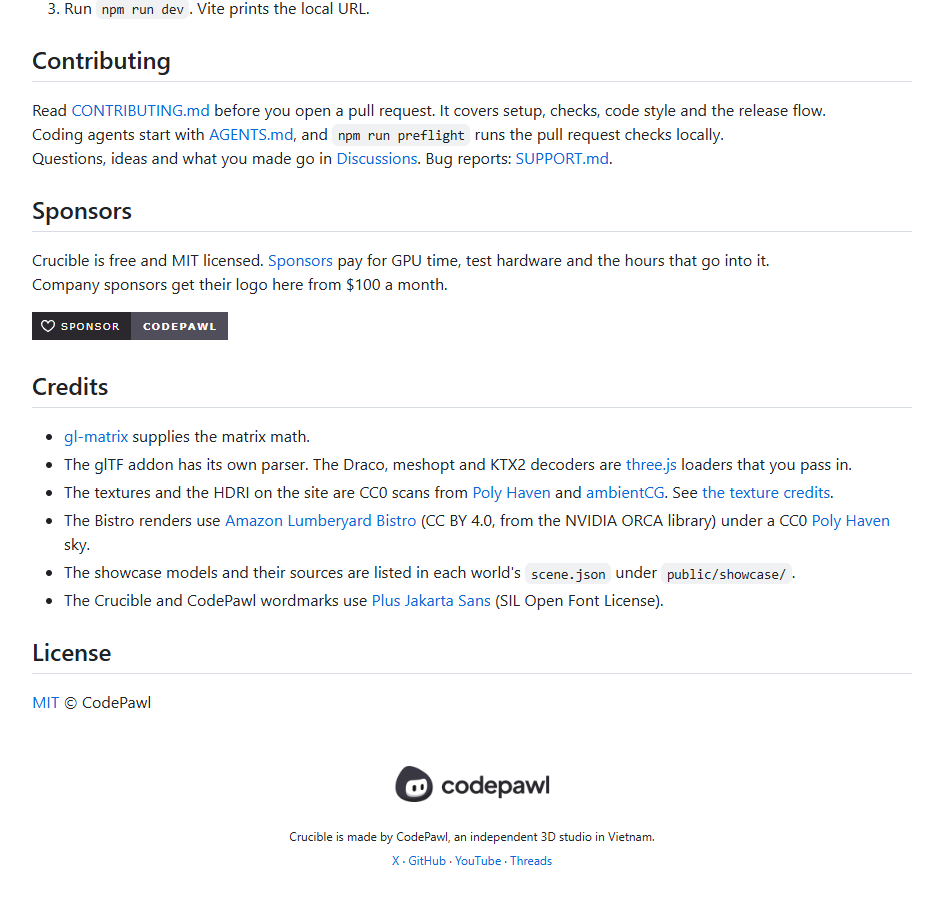 3. Run npm run dev. Vite prints the local URL.
Contributing
Read CONTRIBUTING.md before you open a pull request. It covers setup, checks, code style and the release flow.
Coding agents start with AGENTS.md, and npm run preflight runs the pull request checks locally.
Questions, ideas and what you made go in Discussions. Bug reports: SUPPORT.md.
Sponsors
Crucible is free and MIT licensed. Sponsors pay for GPU time, test hardware and the hours that go into it.
Company sponsors get their logo here from $100 a month.
SPONSOR CODEPAWL
Credits
• gl-matrix supplies the matrix math.
• The glTF addon has its own parser. The Draco, meshopt and KTX2 decoders are three.js loaders that you pass in.
• The textures and the HDRI on the site are CC0 scans from Poly Haven and ambientCG. See the texture credits.
• The Bistro renders use Amazon Lumberyard Bistro (CC BY 4.0, from the NVIDIA ORCA library) under a CC0 Poly Haven
sky.
• The showcase models and their sources are listed in each world's scene.json under public/showcase/.
• The Crucible and CodePawl wordmarks use Plus Jakarta Sans (SIL Open Font License).
License
MIT © CodePawl
codepawl
Crucible is made by CodePawl, an independent 3D studio in Vietnam.
X · GitHub · YouTube · Threads